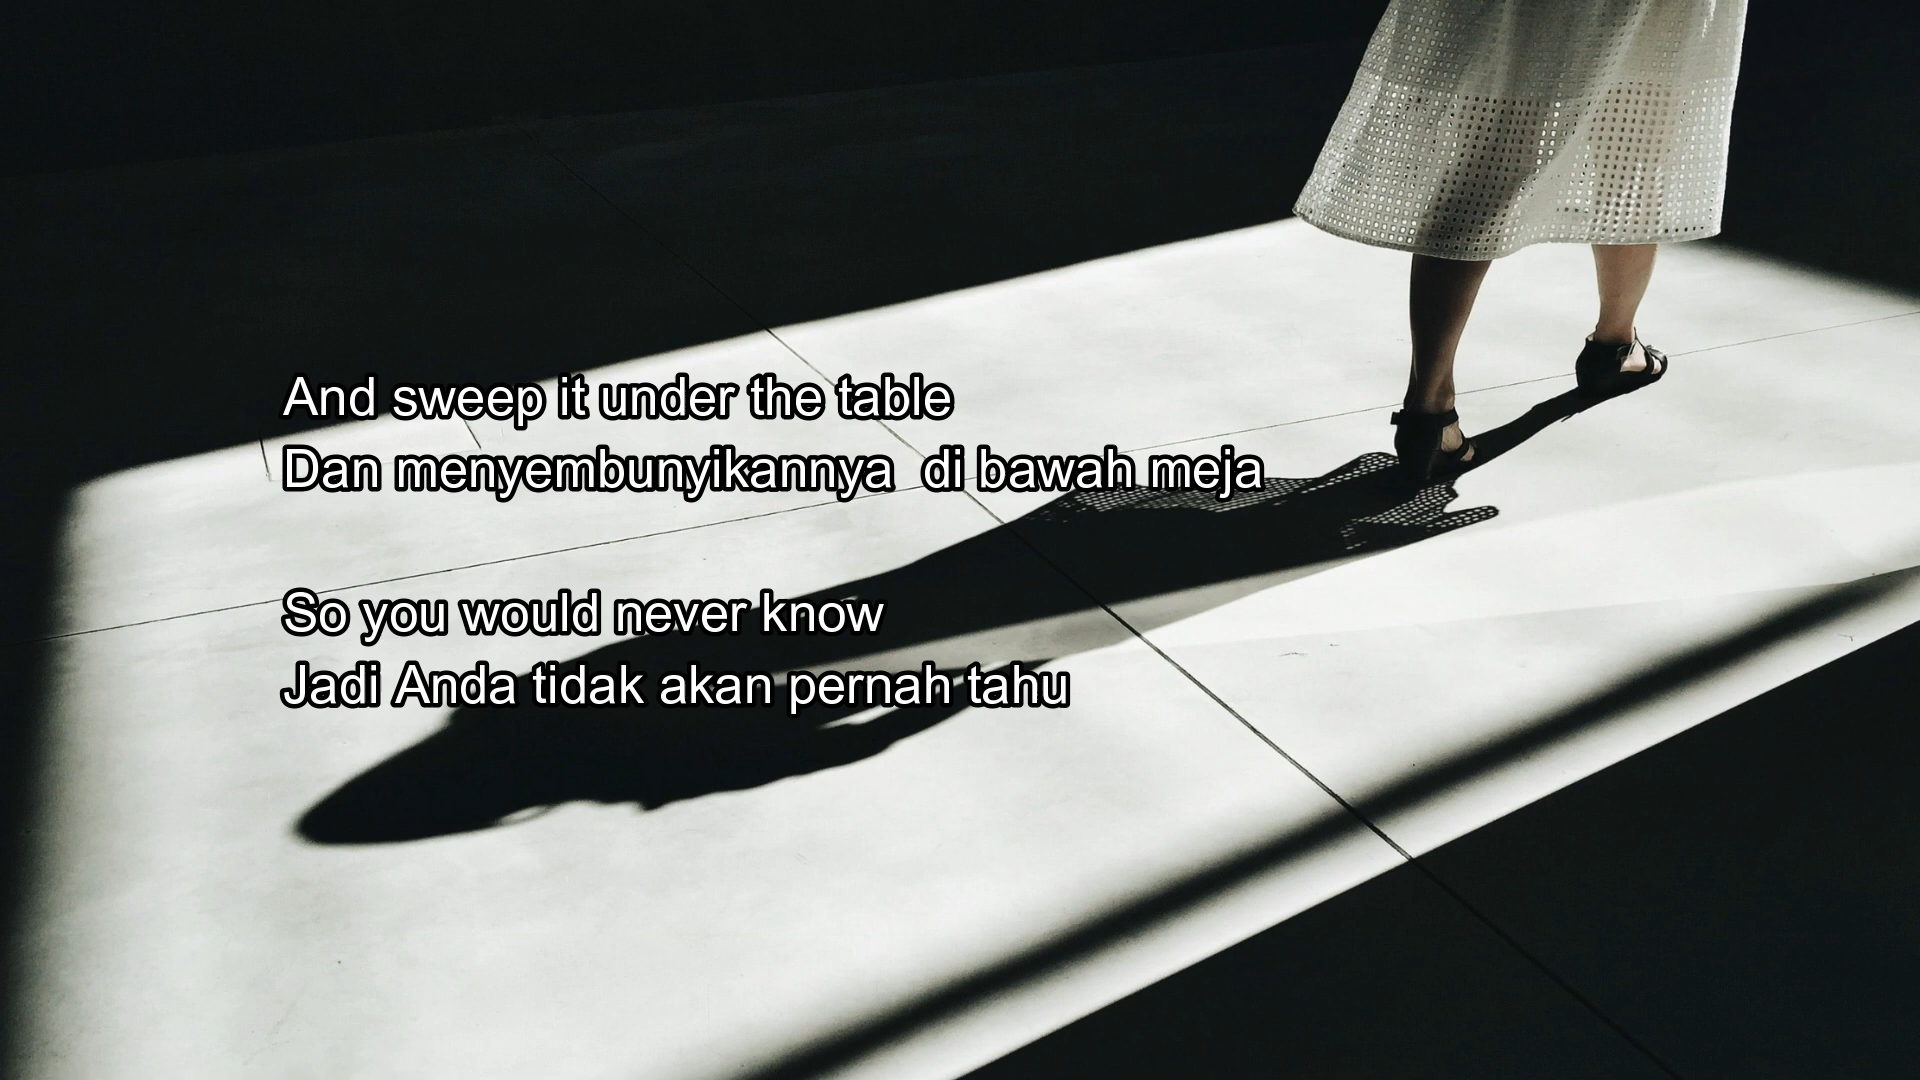 And sweep it under the table
Dan menyembunyikannya  di bawah meja
So you would never know
Jadi Anda tidak akan pernah tahu